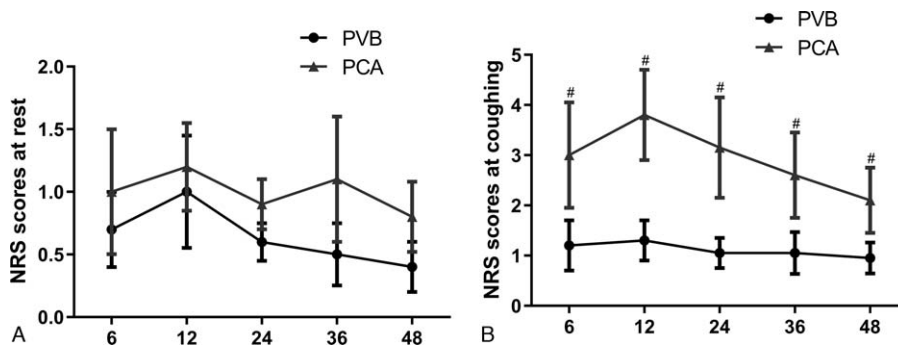 PVB
PCA
NRS scores at rest
2.0
1.5
1.0
0.5
0.0
6 12 24 36 48
A
PVB
PCA
NRS scores at coughing
5
4
3
2
1
0
# # # # #
6 12 24 36 48
B